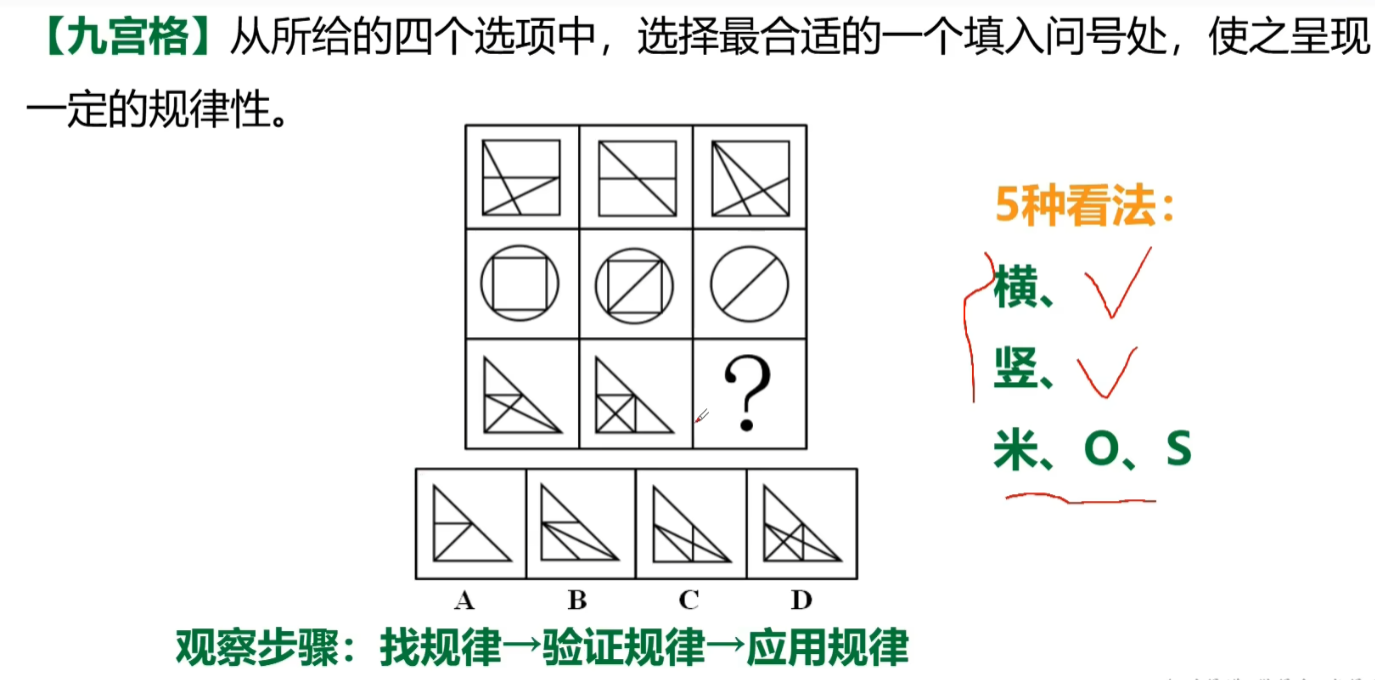 【九宫格】从所给的四个选项中，选择最合适的一个填入问号处，使之呈现
一定的规律性。
5种看法：
横、
竖、
？
米、O、S
A B C D
观察步骤：找规律→验证规律→应用规律